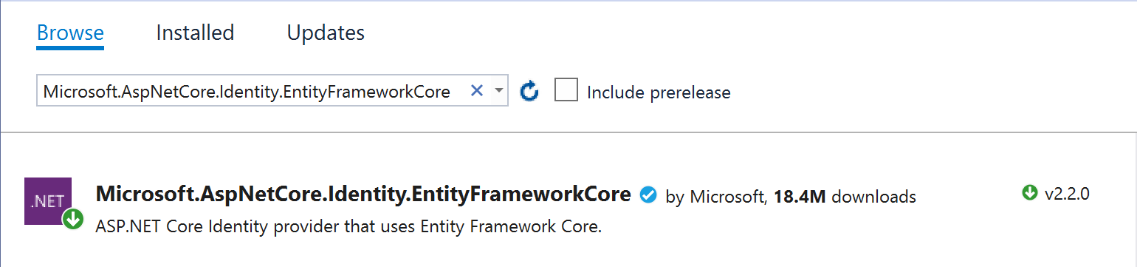 Browse Installed Updates
Microsoft.AspNetCore.Identity.EntityFrameworkCore Include prerelease
.NET Microsoft.AspNetCore.Identity.EntityFrameworkCore by Microsoft, 18.4M downloads v2.2.0
ASP.NET Core Identity provider that uses Entity Framework Core.